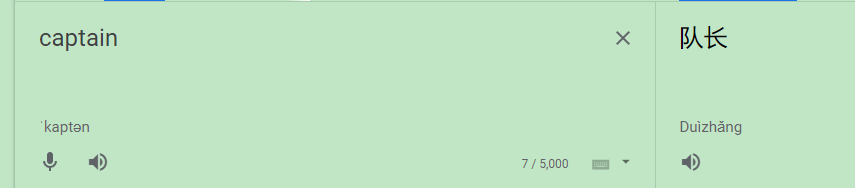 captain
队长
ˈkaptən
Duìzhǎng
7 / 5,000